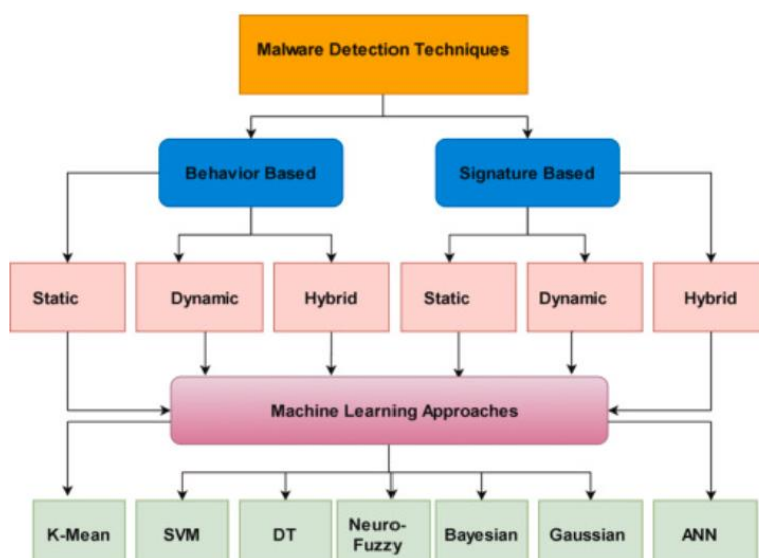 Malware Detection Techniques
Behavior Based
Signature Based
Static
Dynamic
Hybrid
Static
Dynamic
Hybrid
Machine Learning Approaches
K-Mean
SVM
DT
Neuro-
Fuzzy
Bayesian
Gaussian
ANN